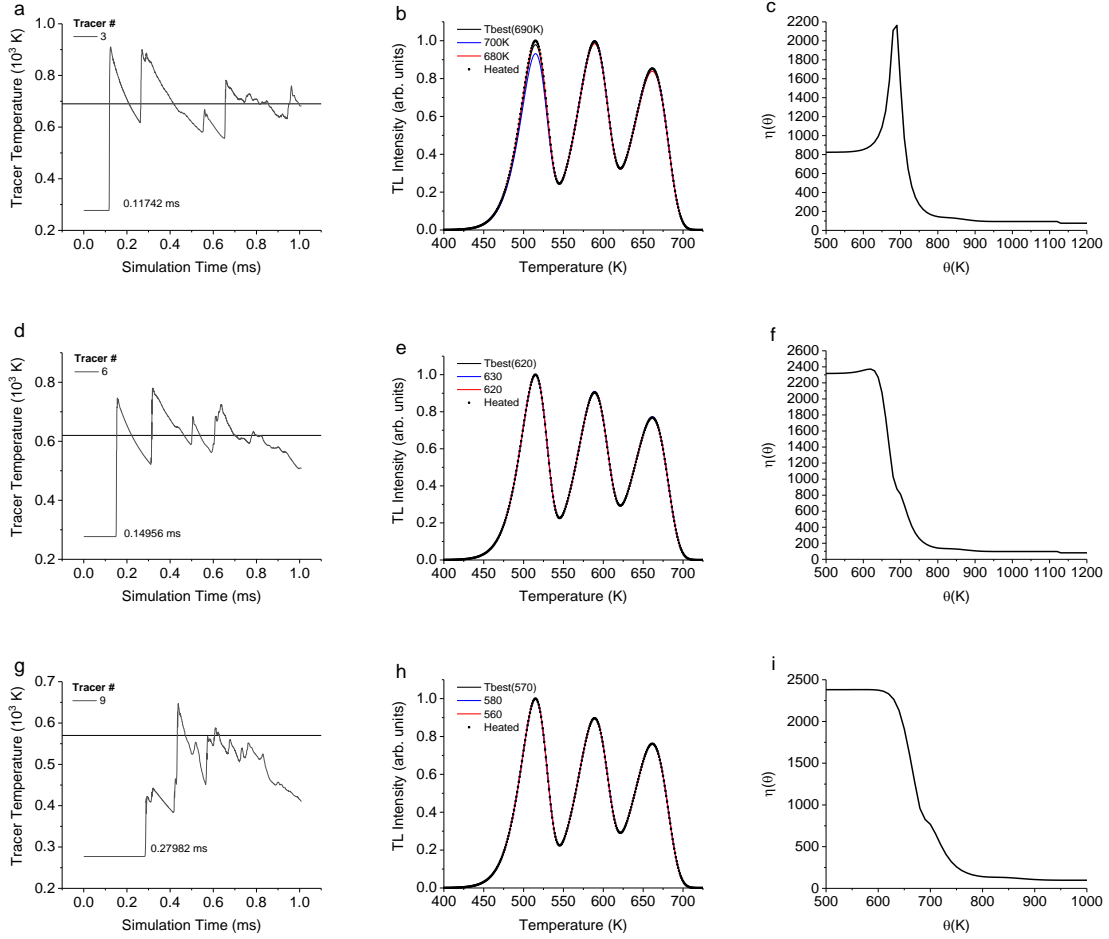 a
Tracer #
3
Tracer Temperature (10³ K)
1.0
0.8
0.6
0.4
0.2
0.11742 ms
0.0 0.2 0.4 0.6 0.8 1.0
Simulation Time (ms)
b
Tbest(690K)
700K
680K
Heated
TL Intensity (arb. units)
1.0
0.8
0.6
0.4
0.2
0.0
400 450 500 550 600 650 700
Temperature (K)
c
η(θ)
2200
2000
1800
1600
1400
1200
1000
800
600
400
200
0
500 600 700 800 900 1000 1100 1200
θ(K)
d
Tracer #
6
Tracer Temperature (10³ K)
1.0
0.8
0.6
0.4
0.2
0.14956 ms
0.0 0.2 0.4 0.6 0.8 1.0
Simulation Time (ms)
e
Tbest(620)
630
620
Heated
TL Intensity (arb. units)
1.0
0.8
0.6
0.4
0.2
0.0
400 450 500 550 600 650 700
Temperature (K)
f
η(θ)
2600
2400
2200
2000
1800
1600
1400
1200
1000
800
600
400
200
0
500 600 700 800 900 1000 1100 1200
θ(K)
g
Tracer #
9
Tracer Temperature (10³ K)
0.7
0.6
0.5
0.4
0.3
0.2
0.27982 ms
0.0 0.2 0.4 0.6 0.8 1.0
Simulation Time (ms)
h
Tbest(570)
580
560
Heated
TL Intensity (arb. units)
1.0
0.8
0.6
0.4
0.2
0.0
400 450 500 550 600 650 700
Temperature (K)
i
η(θ)
2500
2000
1500
1000
500
0
500 600 700 800 900 1000
θ(K)